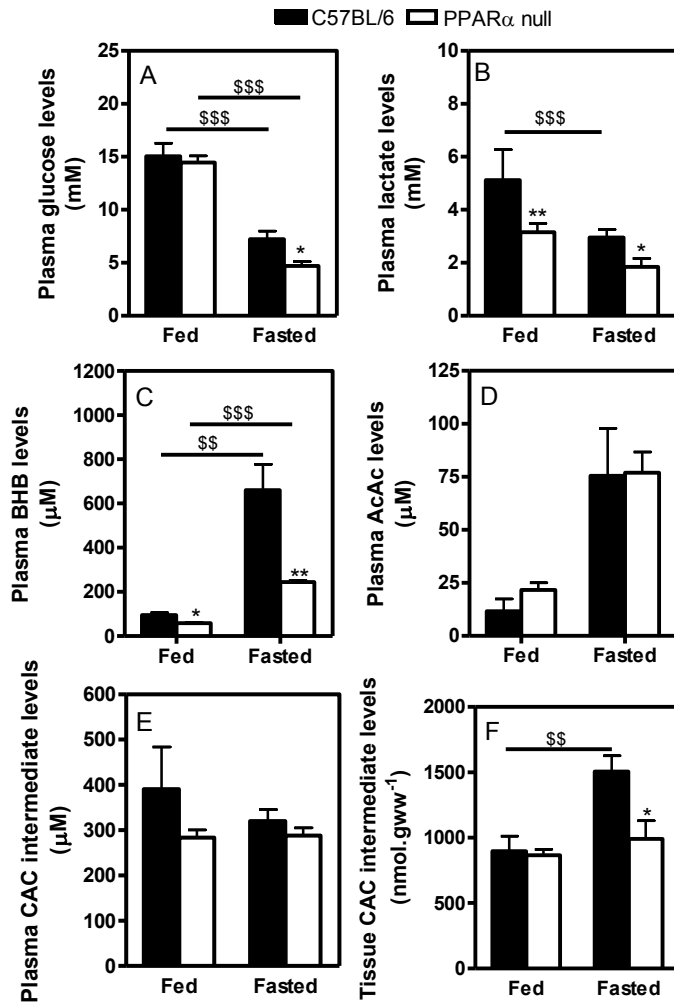 C57BL/6 PPARα null
A
Plasma glucose levels
(mM)
25
20
15
10
5
0
$$$
$$$
*
Fed Fasted
B
Plasma lactate levels
(mM)
10
8
6
4
2
0
$$$
**
*
Fed Fasted
C
Plasma BHB levels
(μM)
1200
1000
800
600
400
200
0
$$$
$$
*
**
Fed Fasted
D
Plasma AcAc levels
(μM)
125
100
75
50
25
0
Fed Fasted
E
Plasma CAC intermediate levels
(μM)
600
500
400
300
200
100
0
Fed Fasted
F
Tissue CAC intermediate levels
(nmol.gww⁻¹)
2000
1500
1000
500
0
$$
*
Fed Fasted